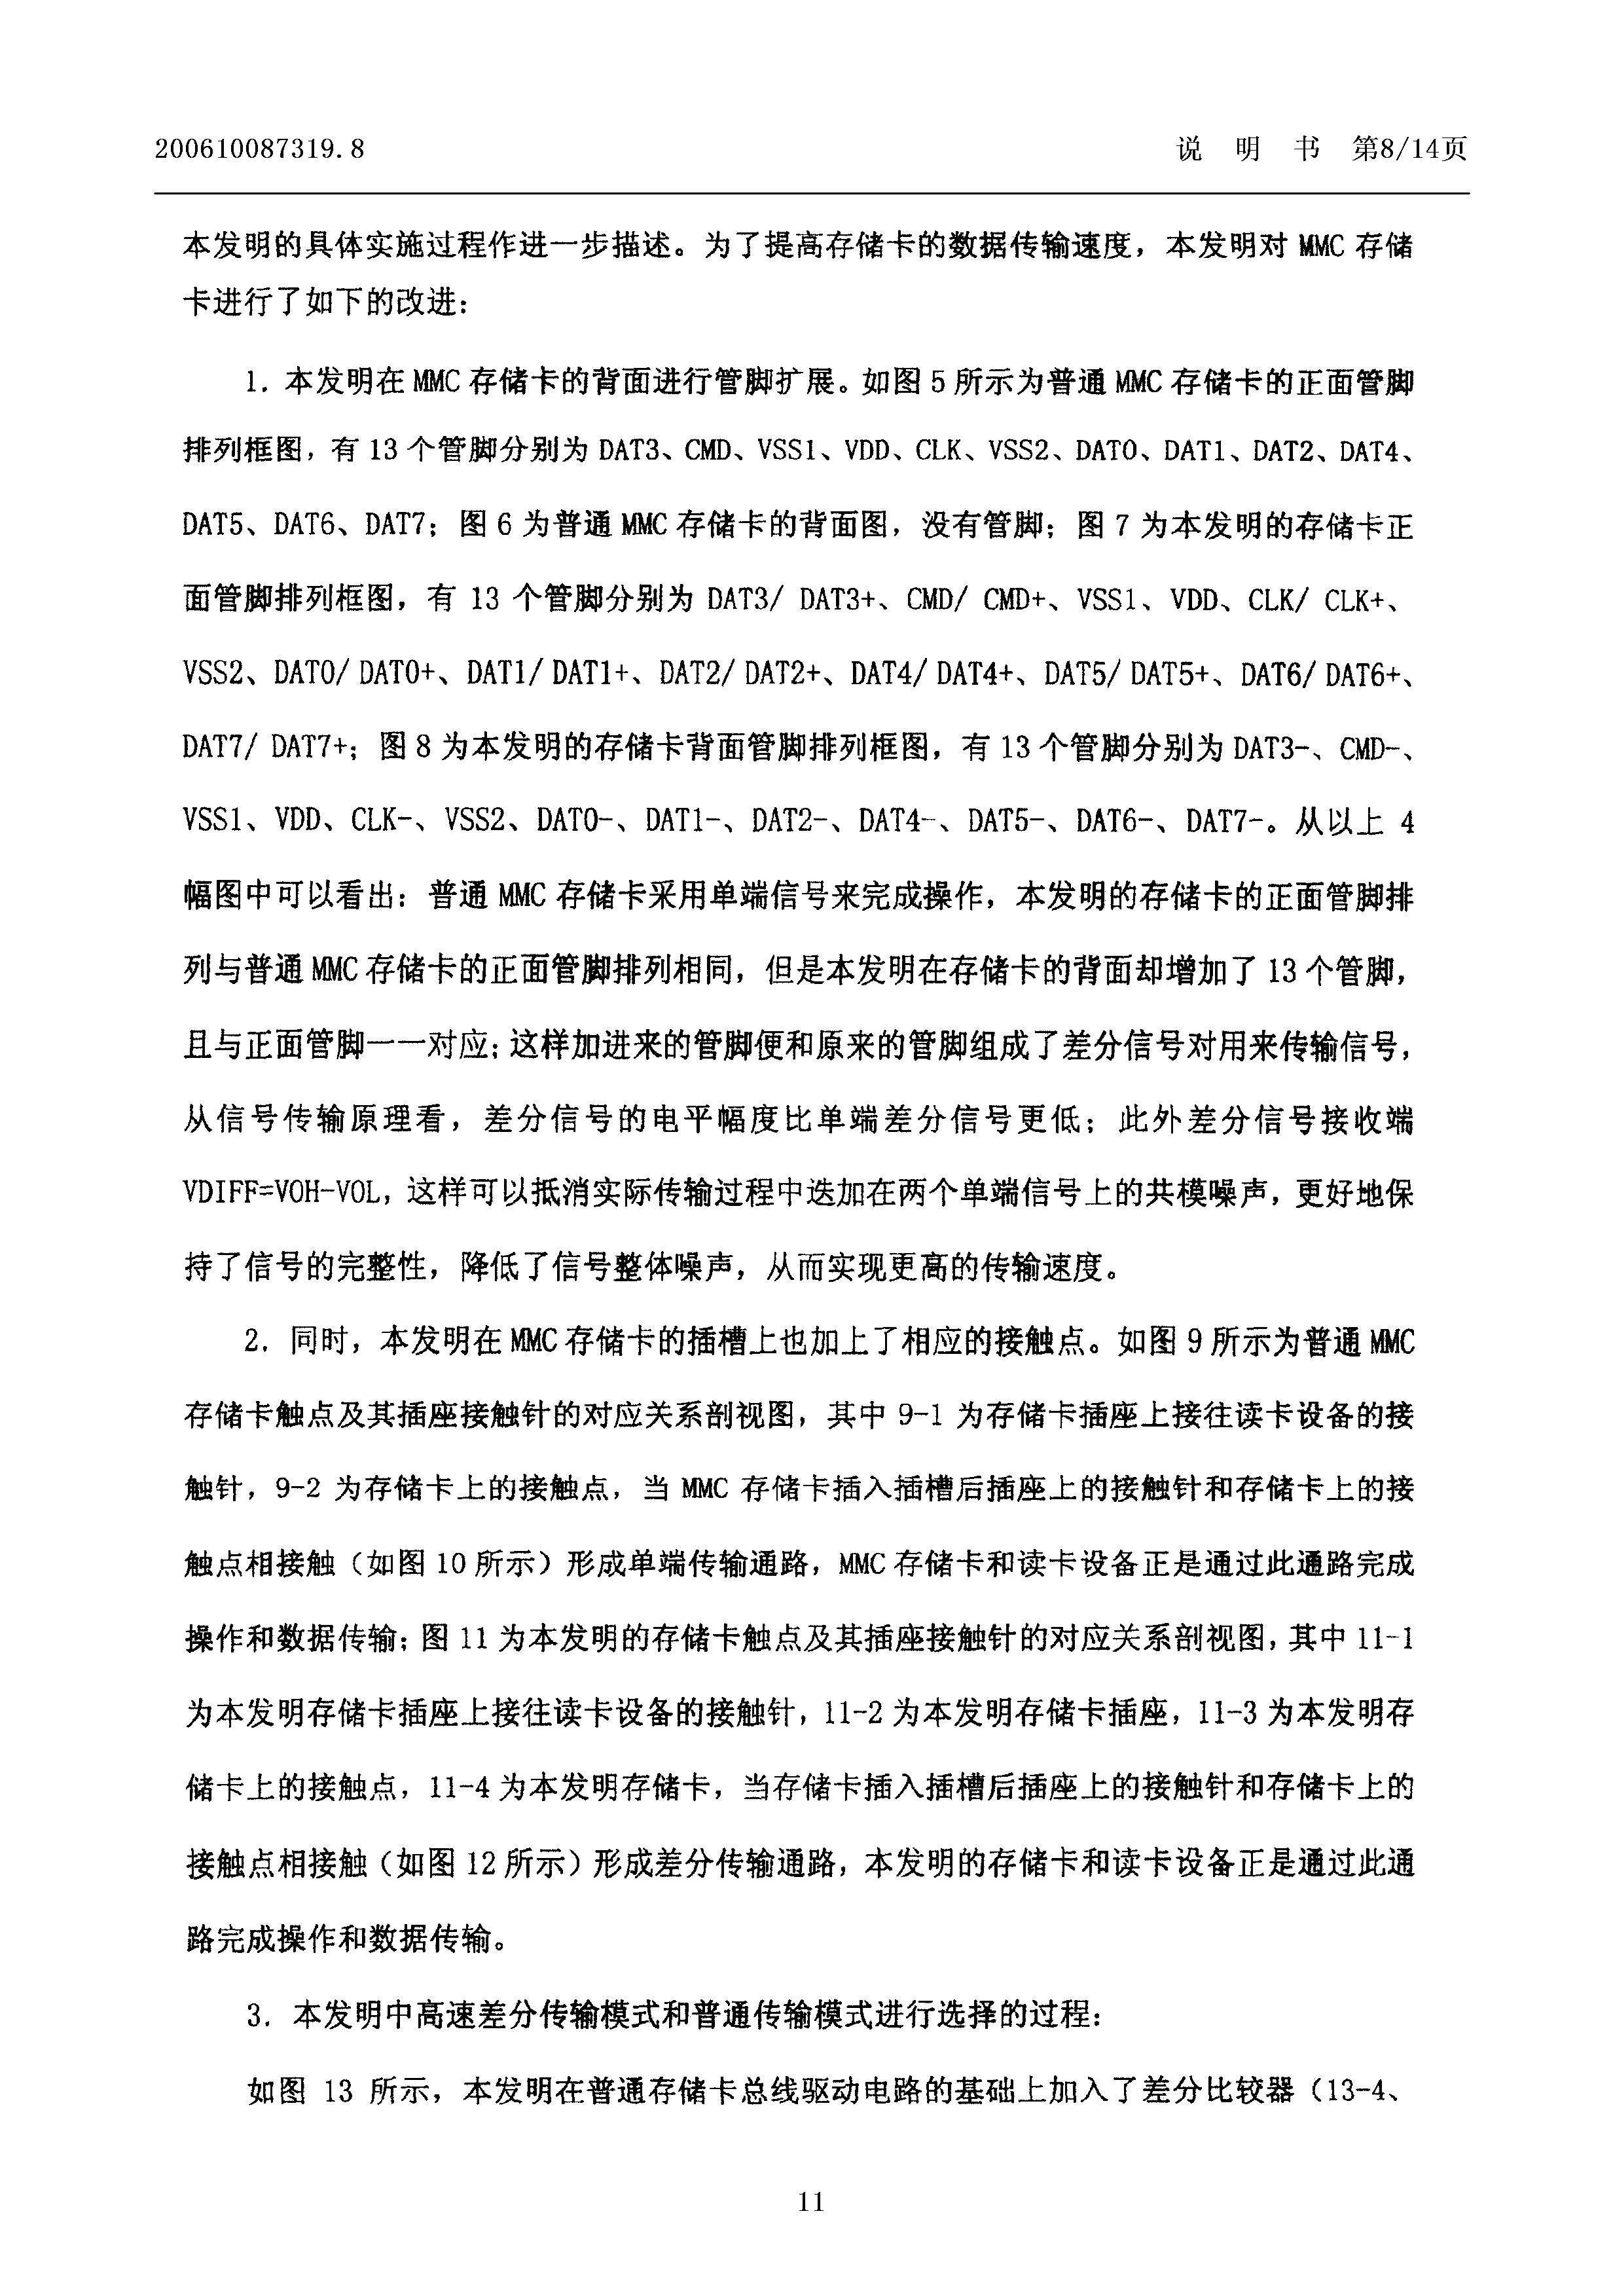 200610087319.8 说 明 书 第8/14页
本发明的具体实施过程作进一步描述。为了提高存储卡的数据传输速度，本发明对 MMC 存储
卡进行了如下的改进：
1. 本发明在 MMC 存储卡的背面进行管脚扩展。如图 5 所示为普通 MMC 存储卡的正面管脚
排列框图，有 13 个管脚分别为 DAT3、CMD、VSS1、VDD、CLK、VSS2、DAT0、DAT1、DAT2、DAT4、
DAT5、DAT6、DAT7；图 6 为普通 MMC 存储卡的背面图，没有管脚；图 7 为本发明的存储卡正
面管脚排列框图，有 13 个管脚分别为 DAT3/ DAT3+、CMD/ CMD+、VSS1、VDD、CLK/ CLK+、
VSS2、DAT0/ DAT0+、DAT1/ DAT1+、DAT2/ DAT2+、DAT4/ DAT4+、DAT5/ DAT5+、DAT6/ DAT6+、
DAT7/ DAT7+；图 8 为本发明的存储卡背面管脚排列框图，有 13 个管脚分别为 DAT3-、CMD-、
VSS1、VDD、CLK-、VSS2、DAT0-、DAT1-、DAT2-、DAT4-、DAT5-、DAT6-、DAT7-。从以上 4
幅图中可以看出：普通 MMC 存储卡采用单端信号来完成操作，本发明的存储卡的正面管脚排
列与普通 MMC 存储卡的正面管脚排列相同，但是本发明在存储卡的背面却增加了 13 个管脚，
且与正面管脚一一对应；这样加进来的管脚便和原来的管脚组成了差分信号对用来传输信号，
从信号传输原理看，差分信号的电平幅度比单端差分信号更低；此外差分信号接收端
VDIFF=VOH-VOL，这样可以抵消实际传输过程中迭加在两个单端信号上的共模噪声，更好地保
持了信号的完整性，降低了信号整体噪声，从而实现更高的传输速度。
2. 同时，本发明在 MMC 存储卡的插槽上也加上了相应的接触点。如图 9 所示为普通 MMC
存储卡触点及其插座接触针的对应关系剖视图，其中 9-1 为存储卡插座上接往读卡设备的接
触针，9-2 为存储卡上的接触点，当 MMC 存储卡插入插槽后插座上的接触针和存储卡上的接
触点相接触（如图 10 所示）形成单端传输通路，MMC 存储卡和读卡设备正是通过此通路完成
操作和数据传输；图 11 为本发明的存储卡触点及其插座接触针的对应关系剖视图，其中 11-1
为本发明存储卡插座上接往读卡设备的接触针，11-2 为本发明存储卡插座，11-3 为本发明存
储卡上的接触点，11-4 为本发明存储卡，当存储卡插入插槽后插座上的接触针和存储卡上的
接触点相接触（如图 12 所示）形成差分传输通路，本发明的存储卡和读卡设备正是通过此通
路完成操作和数据传输。
3. 本发明中高速差分传输模式和普通传输模式进行选择的过程：
如图 13 所示，本发明在普通存储卡总线驱动电路的基础上加入了差分比较器（13-4、
11